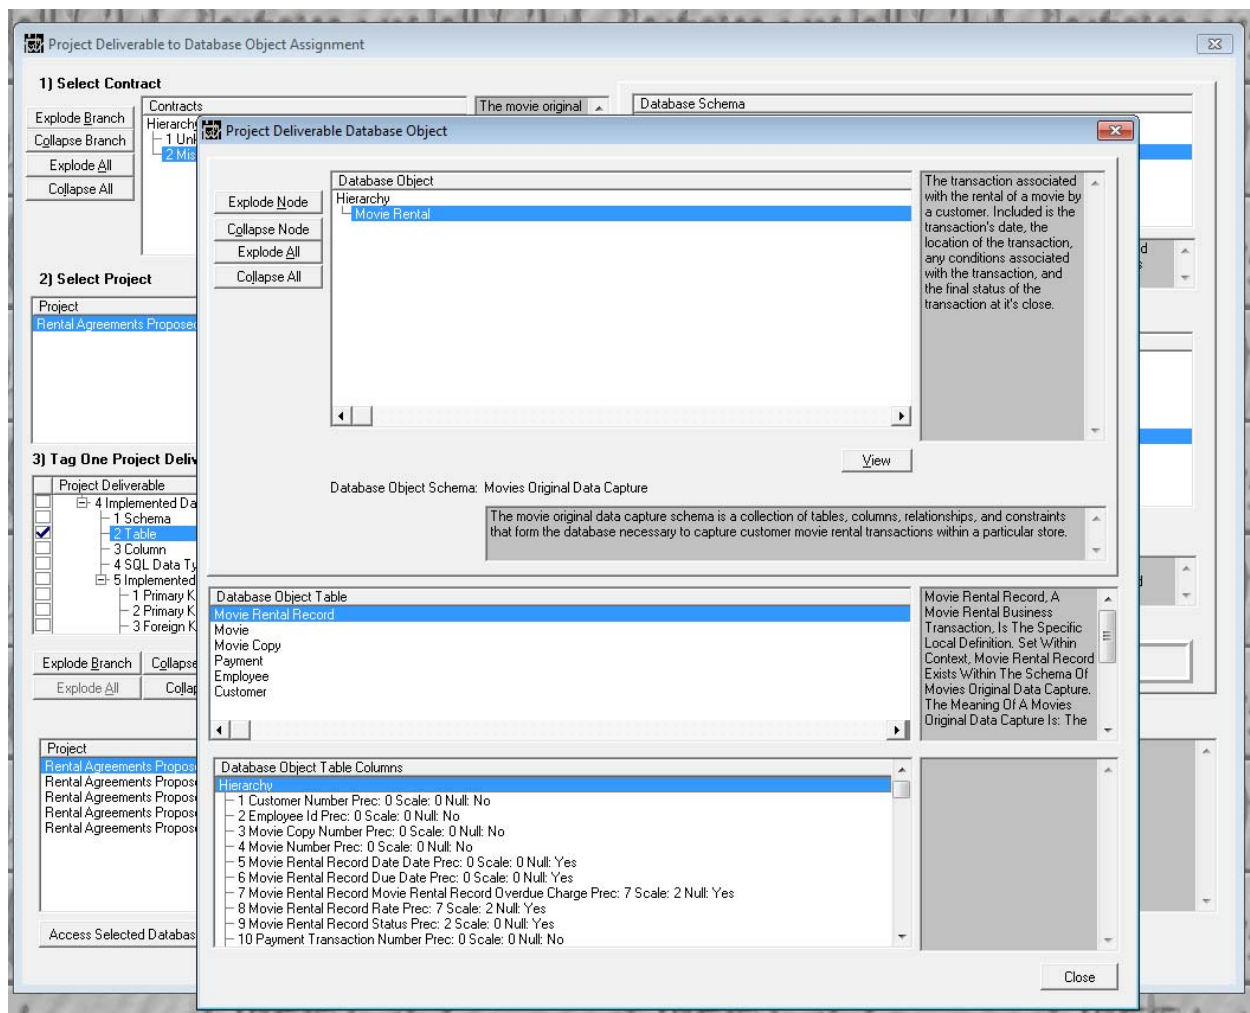 Project Deliverable to Database Object Assignment
1) Select Contract
Explode Branch
Collapse Branch
Explode All
Collapse All
Contracts
Hierarchy
1 Un
2 Mis
The movie original
Database Schema
2) Select Project
Project
Rental Agreements Proposed
3) Tag One Project Deliv
Project Deliverable
4 Implemented Da
1 Schema
2 Table
3 Column
4 SQL Data Ty
5 Implemented
1 Primary K
2 Primary K
3 Foreign K
Explode Branch
Collapse
Explode All
Collap
Project
Rental Agreements Propos
Rental Agreements Propos
Rental Agreements Propos
Rental Agreements Propos
Rental Agreements Propos
Access Selected Databas
Project Deliverable Database Object
Explode Node
Collapse Node
Explode All
Collapse All
Database Object
Hierarchy
Movie Rental
The transaction associated
with the rental of a movie by
a customer. Included is the
transaction's date, the
location of the transaction,
any conditions associated
with the transaction, and
the final status of the
transaction at it's close.
View
Database Object Schema: Movies Original Data Capture
The movie original data capture schema is a collection of tables, columns, relationships, and constraints
that form the database necessary to capture customer movie rental transactions within a particular store.
Database Object Table
Movie Rental Record
Movie
Movie Copy
Payment
Employee
Customer
Movie Rental Record, A
Movie Rental Business
Transaction, Is The Specific
Local Definition. Set Within
Context, Movie Rental Record
Exists Within The Schema Of
Movies Original Data Capture.
The Meaning Of A Movies
Original Data Capture Is: The
Database Object Table Columns
Hierarchy
1 Customer Number Prec: 0 Scale: 0 Null: No
2 Employee Id Prec: 0 Scale: 0 Null: No
3 Movie Copy Number Prec: 0 Scale: 0 Null: No
4 Movie Number Prec: 0 Scale: 0 Null: No
5 Movie Rental Record Date Date Prec: 0 Scale: 0 Null: Yes
6 Movie Rental Record Due Date Prec: 0 Scale: 0 Null: Yes
7 Movie Rental Record Movie Rental Record Overdue Charge Prec: 7 Scale: 2 Null: Yes
8 Movie Rental Record Rate Prec: 7 Scale: 2 Null: Yes
9 Movie Rental Record Status Prec: 2 Scale: 0 Null: Yes
10 Payment Transaction Number Prec: 0 Scale: 0 Null: No
Close